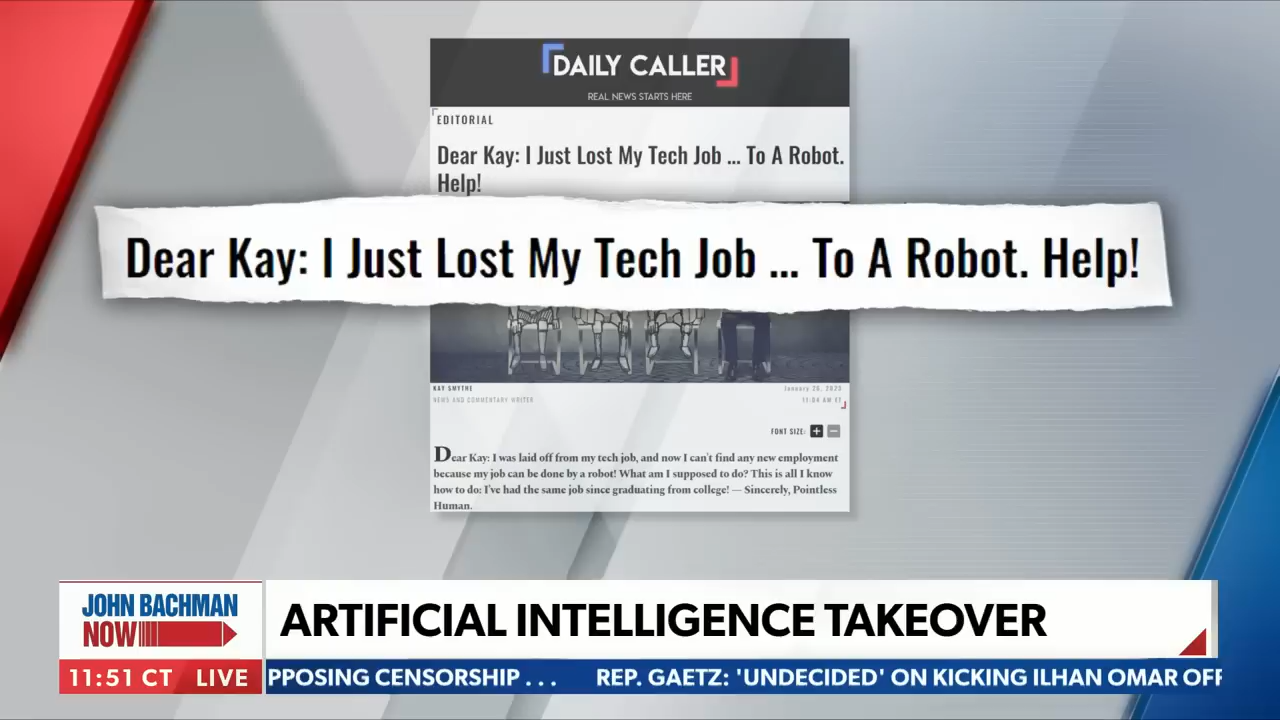 DAILY CALLER
REAL NEWS STARTS HERE
EDITORIAL
Dear Kay: I Just Lost My Tech Job ... To A Robot.
Help!
Dear Kay: I Just Lost My Tech Job ... To A Robot. Help!
KAY SMYTHE
NEWS AND COMMENTARY WRITER
January 26, 2023
11:04 AM ET
FONT SIZE: + −
Dear Kay: I was laid off from my tech job, and now I can't find any new employment
because my job can be done by a robot! What am I supposed to do? This is all I know
how to do: I've had the same job since graduating from college! — Sincerely, Pointless
Human.
JOHN BACHMAN
NOW
ARTIFICIAL INTELLIGENCE TAKEOVER
11:51 CT LIVE
PPOSING CENSORSHIP . . . REP. GAETZ: 'UNDECIDED' ON KICKING ILHAN OMAR OFF